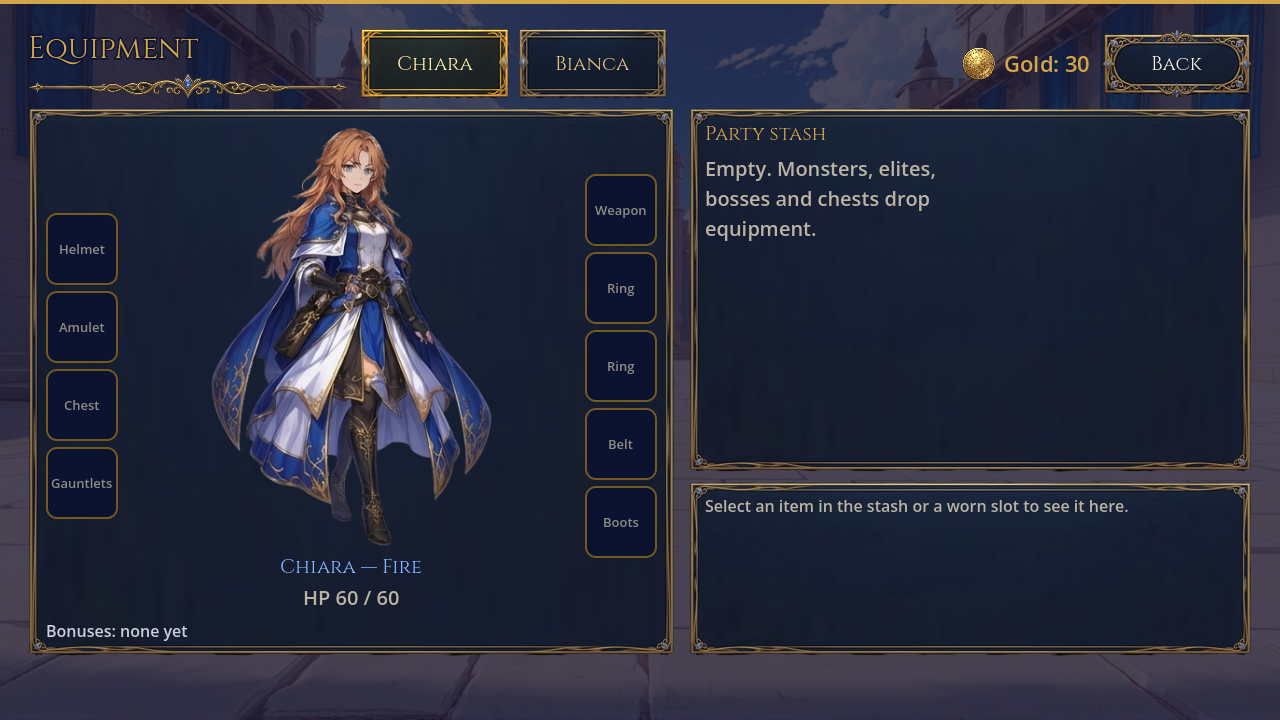 Equipment
Chiara
Bianca
Gold: 30
Back
Helmet
Amulet
Chest
Gauntlets
Weapon
Ring
Ring
Belt
Boots
Chiara — Fire
HP 60 / 60
Bonuses: none yet
Party stash
Empty. Monsters, elites,
bosses and chests drop
equipment.
Select an item in the stash or a worn slot to see it here.